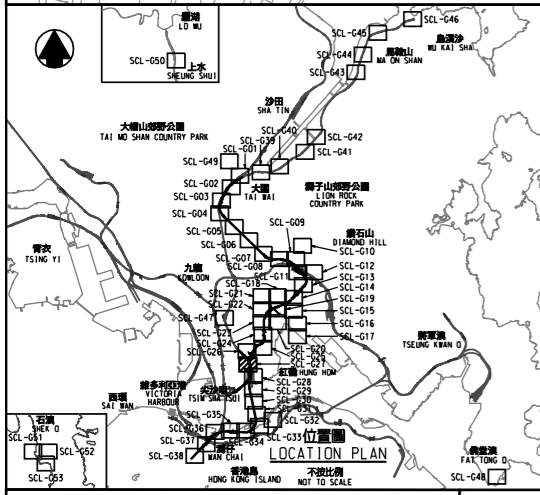 羅湖
LO WU
SCL-G50
上水
SHEUNG SHUI
SCL-G46
SCL-G45
烏溪沙
WU KAI SHA
SCL-G44
馬鞍山
MA ON SHAN
SCL-G43
沙田
SHA TIN
大帽山郊野公園
TAI MO SHAN COUNTRY PARK
SCL-G40
SCL-G39
SCL-G01
SCL-G42
SCL-G41
SCL-G49
SCL-G02
大圍
TAI WAI
獅子山郊野公園
LION ROCK
COUNTRY PARK
SCL-G03
SCL-G04
SCL-G05
SCL-G06
SCL-G07
SCL-G08
SCL-G09
鑽石山
DIAMOND HILL
SCL-G10
SCL-G11
SCL-G12
SCL-G13
SCL-G14
SCL-G18
SCL-G19
SCL-G21
SCL-G22
SCL-G15
SCL-G16
SCL-G17
青衣
TSING YI
九龍
KOWLOON
SCL-G47
SCL-G23
SCL-G24
SCL-G26
SCL-G20
SCL-G27
紅磡
HUNG HOM
將軍澳
TSEUNG KWAN O
SCL-G28
SCL-G29
SCL-G30
SCL-G31
SCL-G32
SCL-G33
SCL-G34
SCL-G35
SCL-G36
SCL-G37
SCL-G38
西環
SAI WAN
維多利亞港
VICTORIA
HARBOUR
尖沙咀
TSIM SHA TSUI
灣仔
WAN CHAI
香港島
HONG KONG ISLAND
石澳
SHEK O
SCL-G51
SCL-G52
SCL-G53
位置圖
LOCATION PLAN
不按比例
NOT TO SCALE
FAT TONG O
SCL-G48